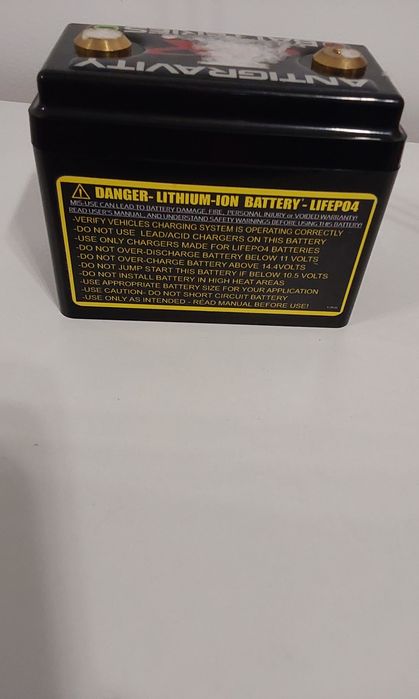 ANTIGRAVITY
BATTERIES
DANGER- LITHIUM-ION BATTERY - LIFEPO4
MIS-USE CAN LEAD TO BATTERY DAMAGE, FIRE, PERSONAL INJURY or VOIDED WARRANTY!
READ USER'S MANUAL, AND UNDERSTAND SAFETY WARNINGS BEFORE USING THIS BATTERY!
-VERIFY VEHICLES CHARGING SYSTEM IS OPERATING CORRECTLY
-DO NOT USE LEAD/ACID CHARGERS ON THIS BATTERY
-USE ONLY CHARGERS MADE FOR LIFEPO4 BATTERIES
-DO NOT OVER-DISCHARGE BATTERY BELOW 11 VOLTS
-DO NOT OVER-CHARGE BATTERY ABOVE 14.4VOLTS
-DO NOT JUMP START THIS BATTERY IF BELOW 10.5 VOLTS
-DO NOT INSTALL BATTERY IN HIGH HEAT AREAS
-USE APPROPRIATE BATTERY SIZE FOR YOUR APPLICATION
-USE CAUTION- DO NOT SHORT CIRCUIT BATTERY
-USE ONLY AS INTENDED - READ MANUAL BEFORE USE!